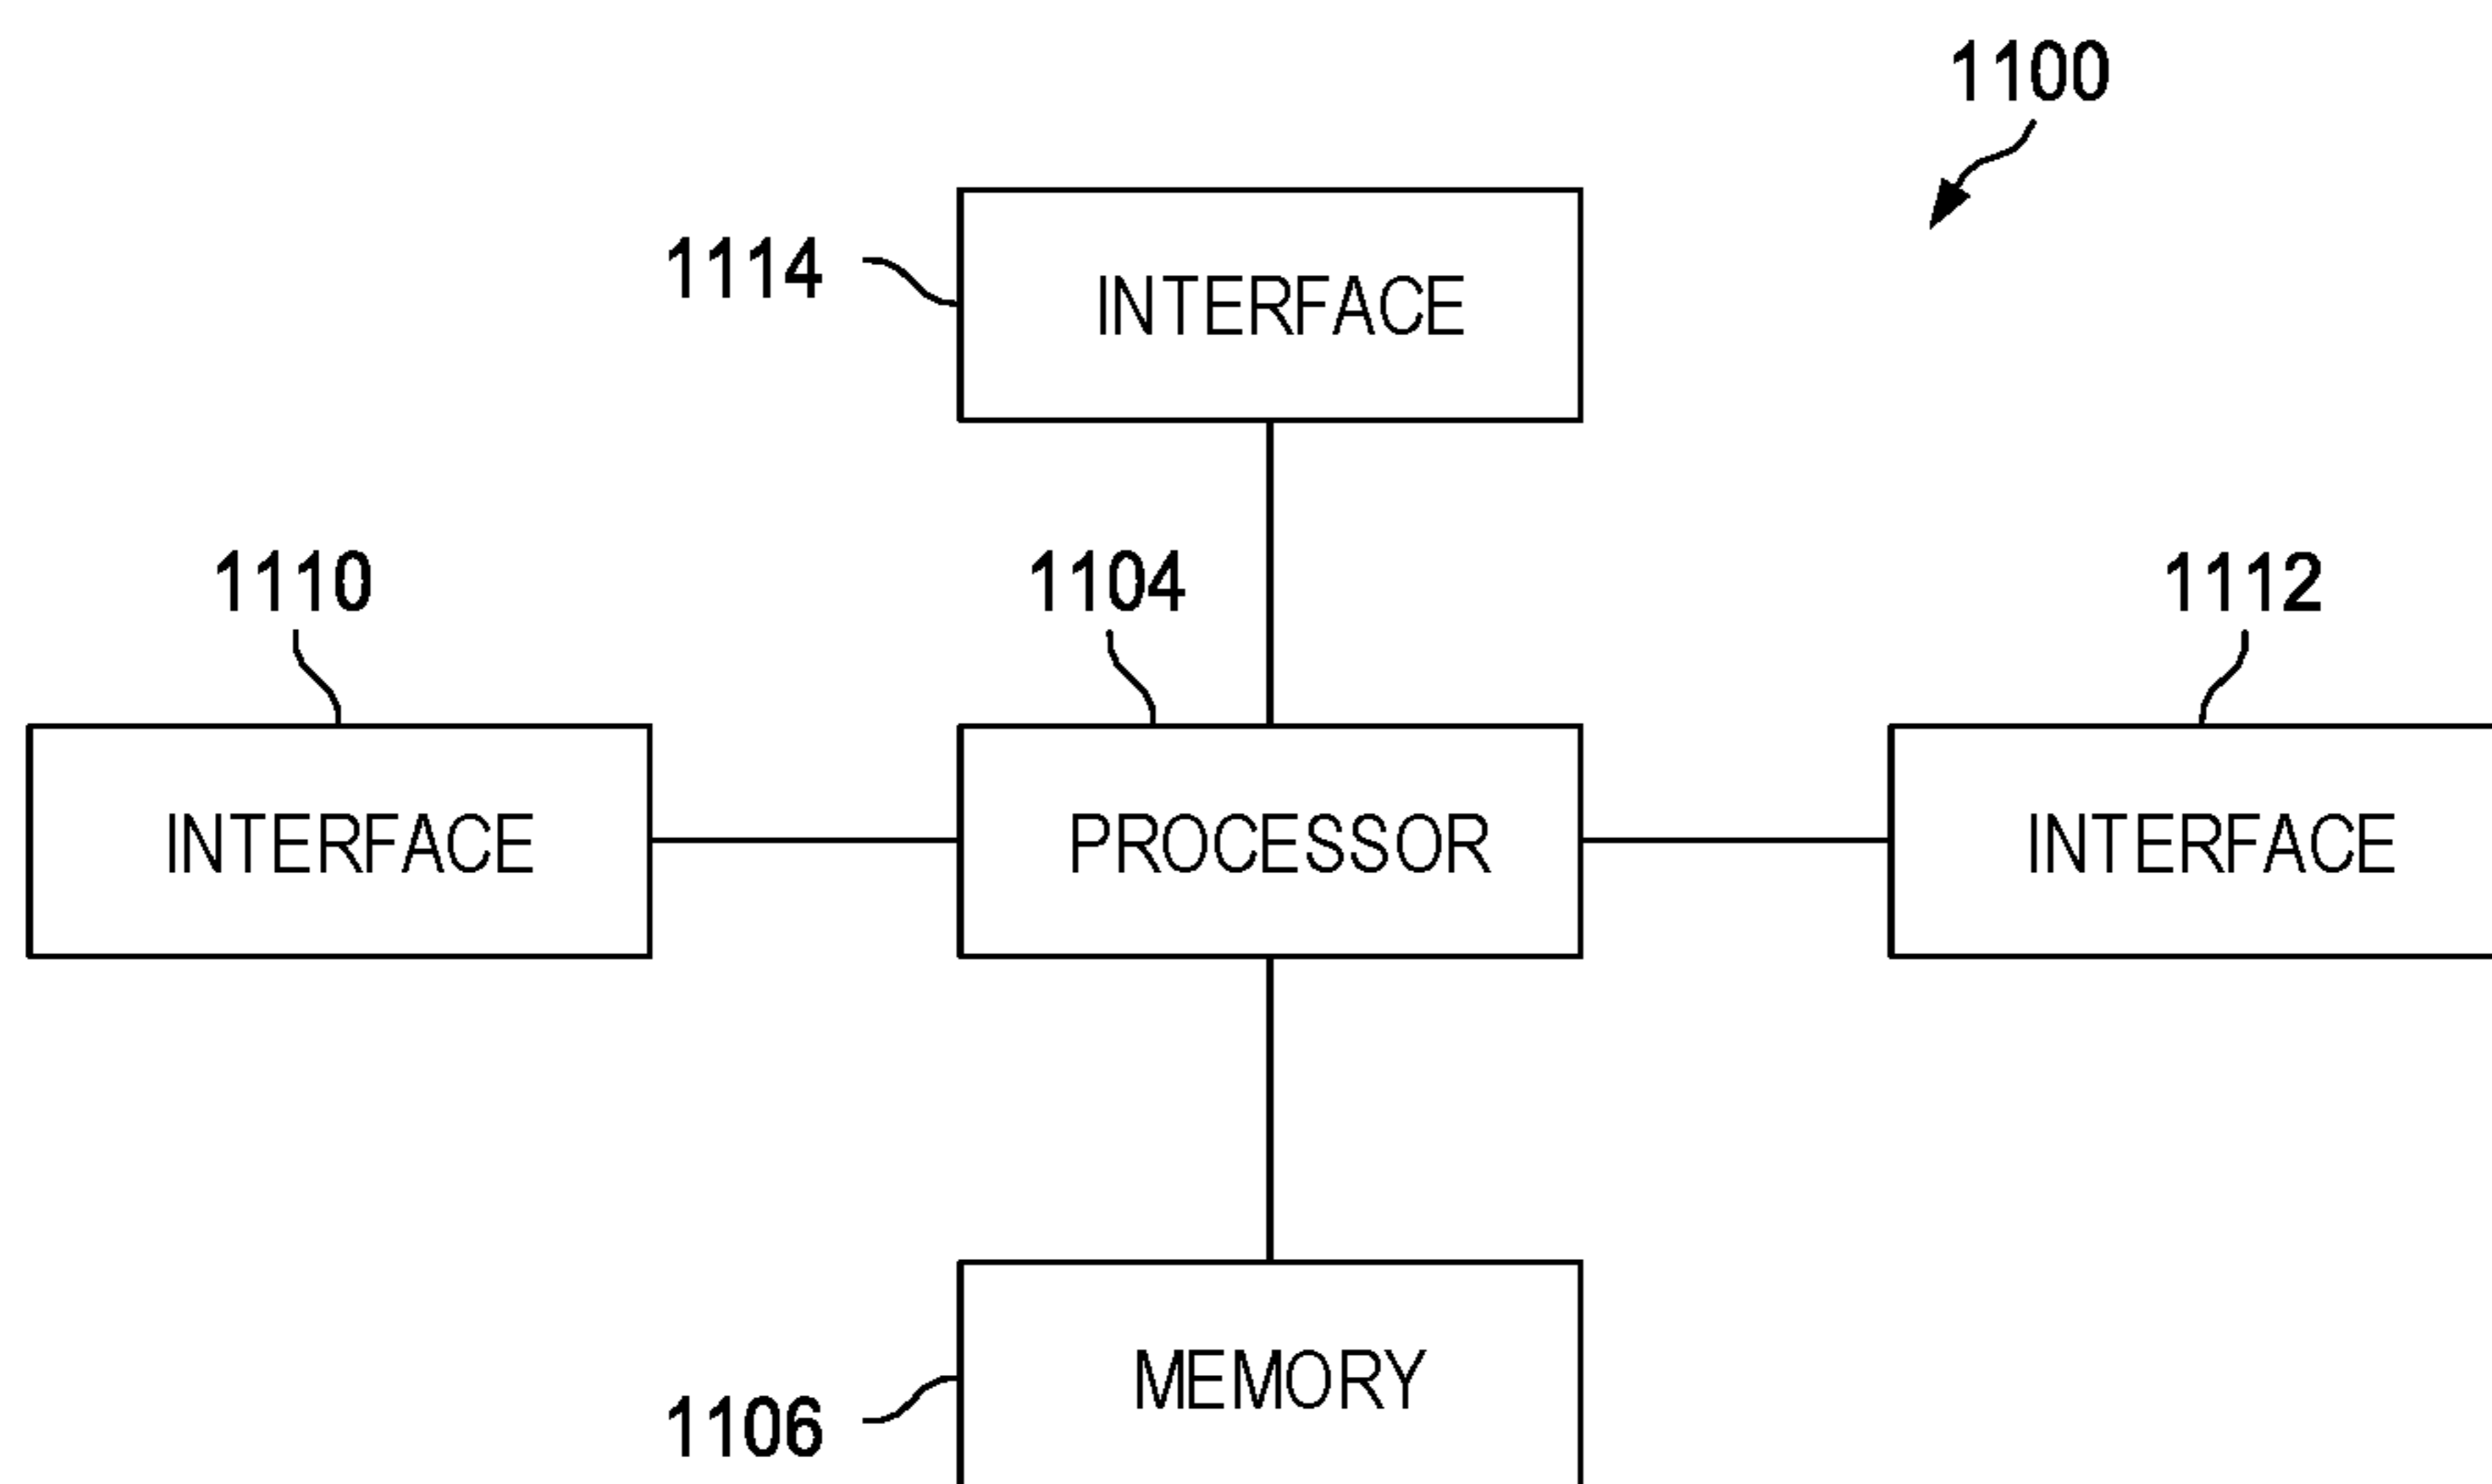 1100
1114
INTERFACE
1110
1104
1112
INTERFACE
PROCESSOR
INTERFACE
MEMORY
1106